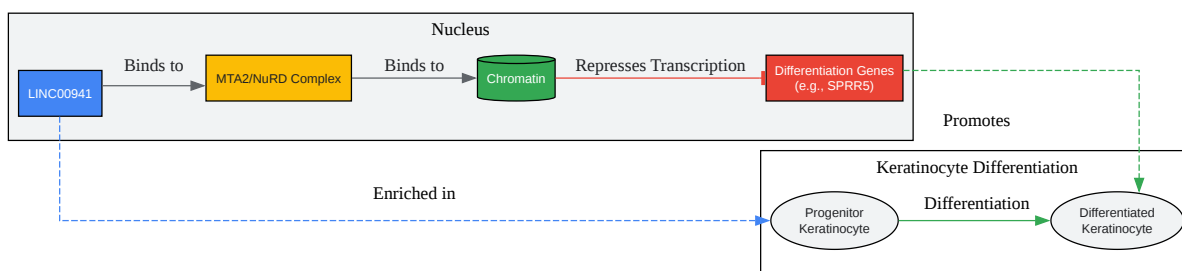 Nucleus
Binds to
Binds to
Represses Transcription
LINC00941
MTA2/NuRD Complex
Chromatin
Differentiation Genes
(e.g., SPRR5)
Promotes
Keratinocyte Differentiation
Enriched in
Differentiation
Progenitor
Keratinocyte
Differentiated
Keratinocyte